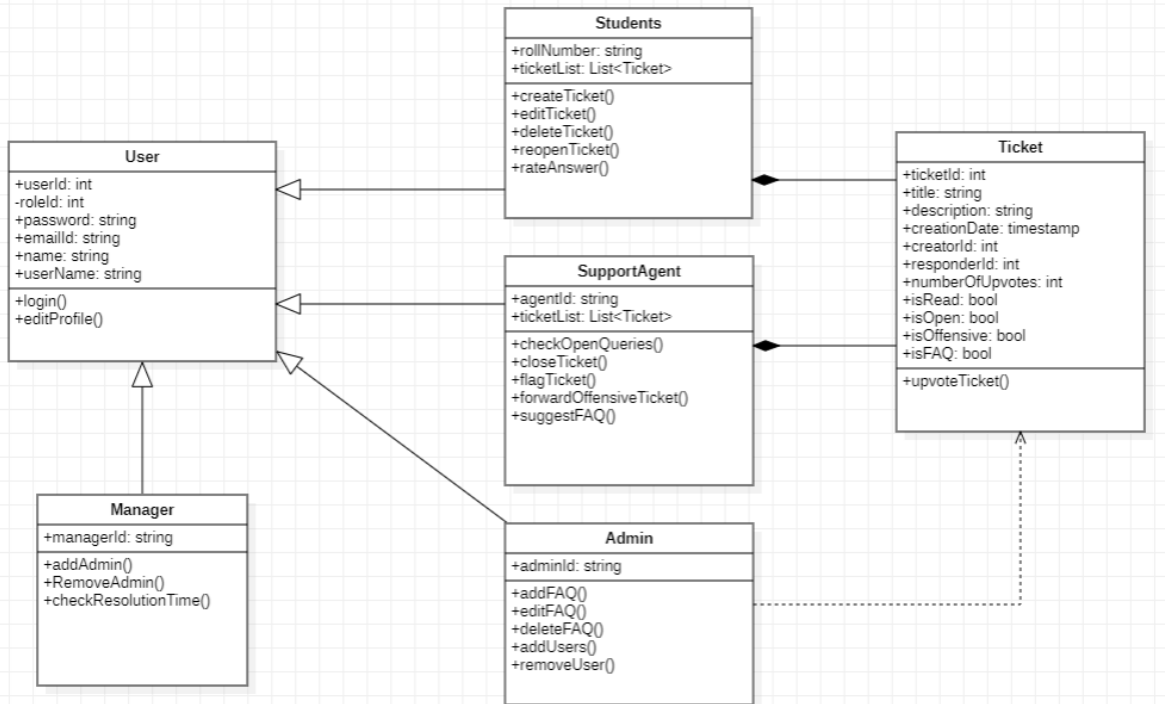 Students
+rollNumber: string
+ticketList: List<Ticket>
+createTicket()
+editTicket()
+deleteTicket()
+reopenTicket()
+rateAnswer()
User
+userId: int
-roleId: int
+password: string
+emailId: string
+name: string
+userName: string
+login()
+editProfile()
Ticket
+ticketId: int
+title: string
+description: string
+creationDate: timestamp
+creatorId: int
+responderId: int
+numberOfUpvotes: int
+isRead: bool
+isOpen: bool
+isOffensive: bool
+isFAQ: bool
+upvoteTicket()
SupportAgent
+agentId: string
+ticketList: List<Ticket>
+checkOpenQueries()
+closeTicket()
+flagTicket()
+forwardOffensiveTicket()
+suggestFAQ()
Manager
+managerId: string
+addAdmin()
+RemoveAdmin()
+checkResolutionTime()
Admin
+adminId: string
+addFAQ()
+editFAQ()
+deleteFAQ()
+addUsers()
+removeUser()